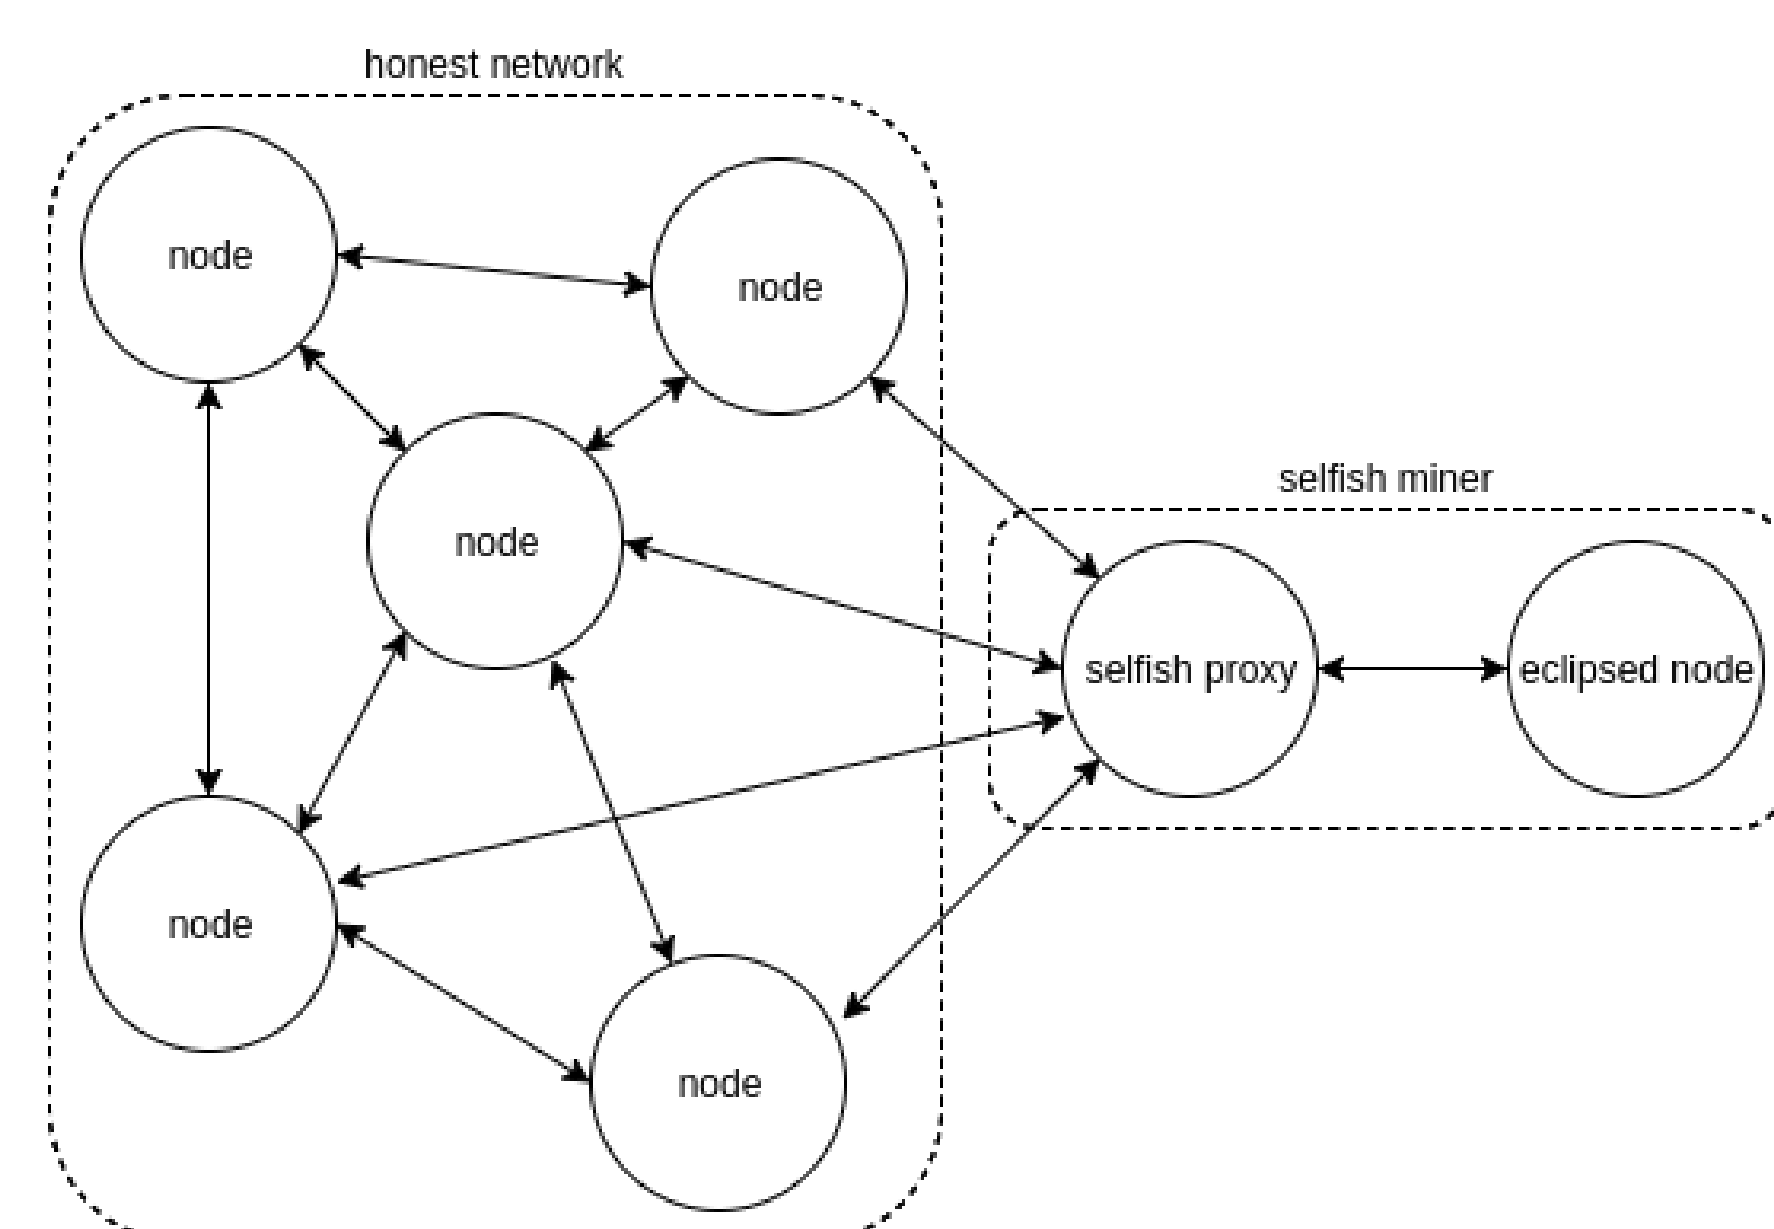 honest network
node
node
selfish miner
node
selfish proxy
eclipsed node
node
node